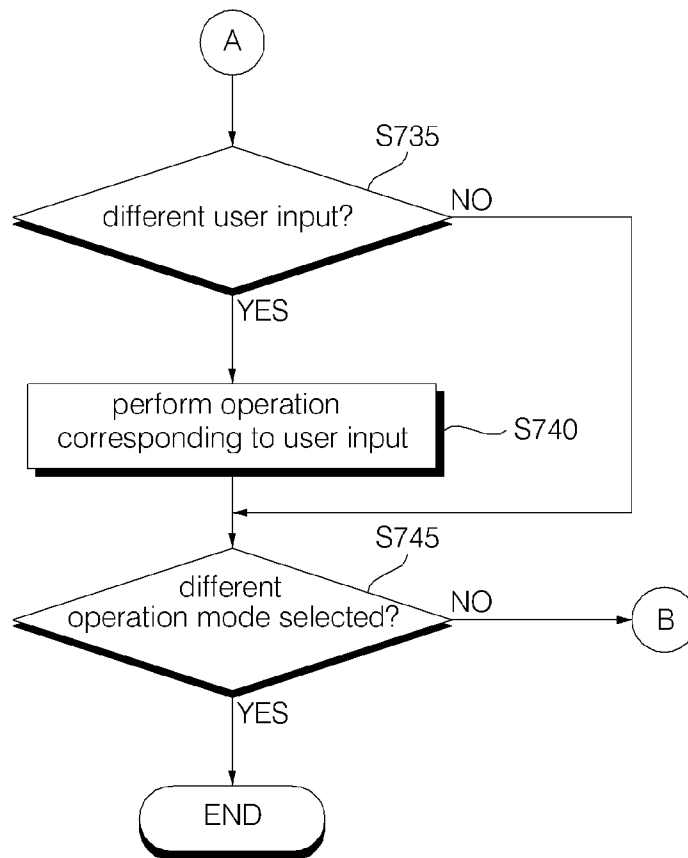 A
S735
different user input?
NO
YES
perform operation
corresponding to user input
S740
S745
different
operation mode selected?
NO
B
YES
END